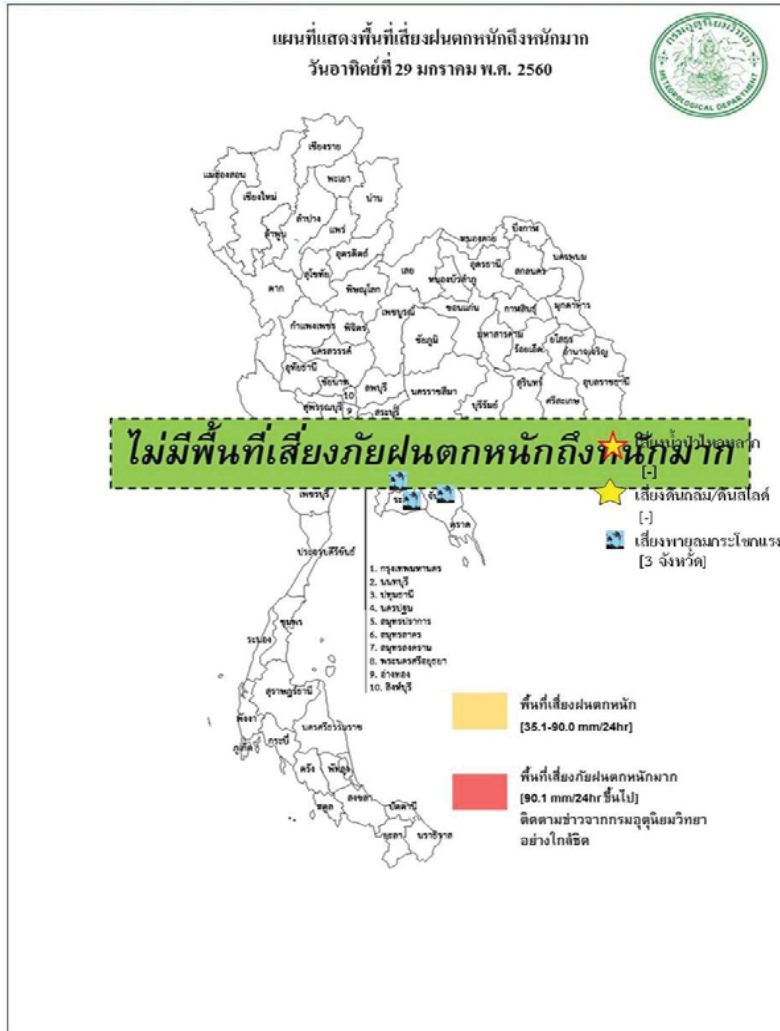 แผนที่แสดงพื้นที่เสี่ยงฝนตกหนักถึงหนักมาก
วันอาทิตย์ที่ 29 มกราคม พ.ศ. 2560
กรมอุตุนิยมวิทยา
METEOROLOGICAL DEPARTMENT
เชียงราย
แม่ฮ่องสอน
พะเยา
เชียงใหม่
น่าน
ลำปาง
แพร่
ลำพูน
บึงกาฬ
หนองคาย
อุตรดิตถ์
นครพนม
อุดรธานี
เลย
สกลนคร
สุโขทัย
หนองบัวลำภู
ตาก
พิษณุโลก
ขอนแก่น
กาฬสินธุ์
มุกดาหาร
เพชรบูรณ์
กำแพงเพชร
พิจิตร
มหาสารคาม
ยโสธร
ชัยภูมิ
ร้อยเอ็ด
อำนาจเจริญ
นครสวรรค์
อุทัยธานี
ชัยนาท
ลพบุรี
นครราชสีมา
สุรินทร์
อุบลราชธานี
10
บุรีรัมย์
ศรีสะเกษ
สุพรรณบุรี
9
สระบุรี
ไม่มีพื้นที่เสี่ยงภัยฝนตกหนักถึงหนักมาก
เสี่ยงน้ำป่าไหลหลาก
[-]
เสี่ยงดินถล่ม/ดินสไลด์
[-]
เสี่ยงพายุลมกระโชกแรง
[3 จังหวัด]
เพชรบุรี
ตราด
ประจวบคีรีขันธ์
1. กรุงเทพมหานคร
2. นนทบุรี
3. ปทุมธานี
4. นครปฐม
5. สมุทรปราการ
6. สมุทรสาคร
7. สมุทรสงคราม
8. พระนครศรีอยุธยา
9. อ่างทอง
10. สิงห์บุรี
ชุมพร
ระนอง
สุราษฎร์ธานี
พังงา
นครศรีธรรมราช
กระบี่
ภูเก็ต
ตรัง
พัทลุง
สงขลา
สตูล
ปัตตานี
ยะลา
นราธิวาส
พื้นที่เสี่ยงฝนตกหนัก
[35.1-90.0 mm/24hr]
พื้นที่เสี่ยงภัยฝนตกหนักมาก
[90.1 mm/24hr ขึ้นไป]
ติดตามข่าวจากกรมอุตุนิยมวิทยา
อย่างใกล้ชิด